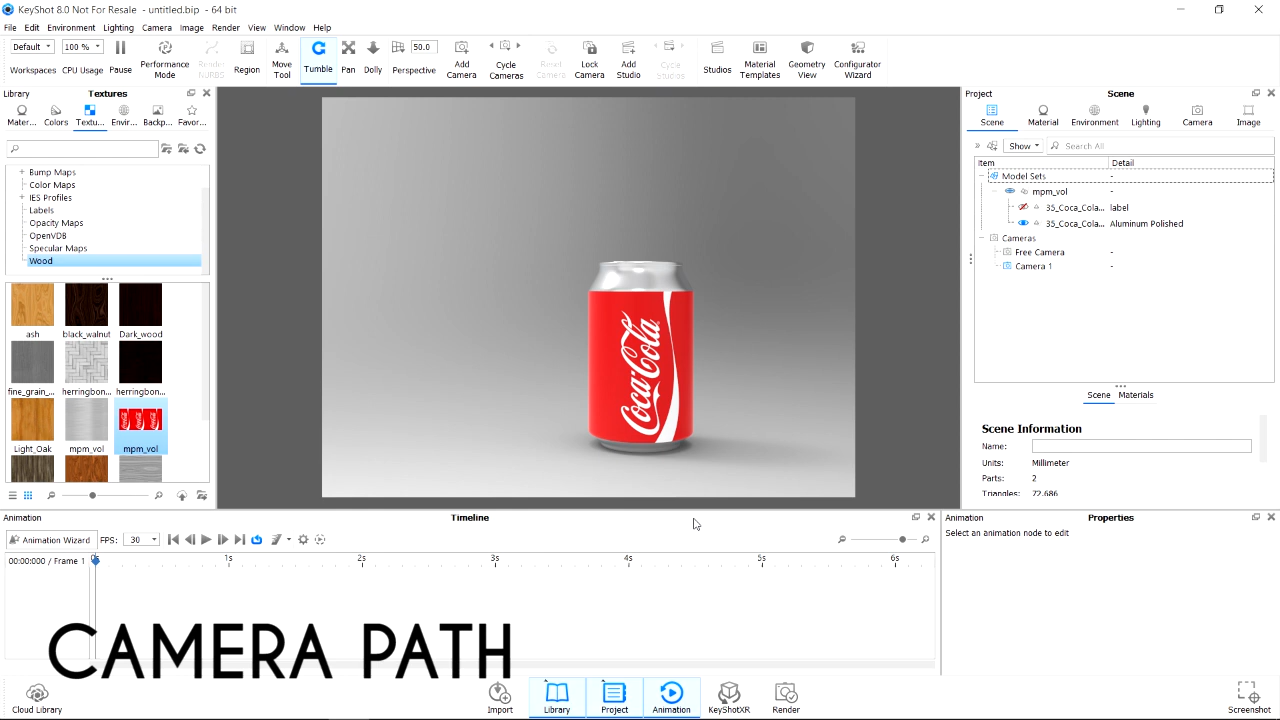 KeyShot 8.0 Not For Resale - untitled.bip - 64 bit
File Edit Environment Lighting Camera Image Render View Window Help
Default 100 % 50.0
Workspaces CPU Usage Pause Performance Mode Render NURBS Region Move Tool Tumble Pan Dolly Perspective Add Camera Cycle Cameras Reset Camera Lock Camera Add Studio Cycle Studios Studios Material Templates Geometry View Configurator Wizard
Library Textures
Mater... Colors Textu... Envir... Backp... Favor...
Bump Maps
Color Maps
IES Profiles
Labels
Opacity Maps
OpenVDB
Specular Maps
Wood
ash black_walnut Dark_wood
fine_grain_... herringbon... herringbon...
Light_Oak mpm_vol mpm_vol
Coca-Cola
Project Scene
Scene Material Environment Lighting Camera Image
Show Search All
Item Detail
Model Sets -
mpm_vol -
35_Coca_Cola... label
35_Coca_Cola... Aluminum Polished
Cameras
Free Camera -
Camera 1 -
Scene Materials
Scene Information
Name:
Units: Millimeter
Parts: 2
Triangles: 72,686
Animation Timeline
Animation Wizard FPS: 30
00:00:000 / Frame 1 0s 1s 2s 3s 4s 5s 6s
Animation Properties
Select an animation node to edit
CAMERA PATH
Cloud Library Import Library Project Animation KeyShotXR Render Screenshot